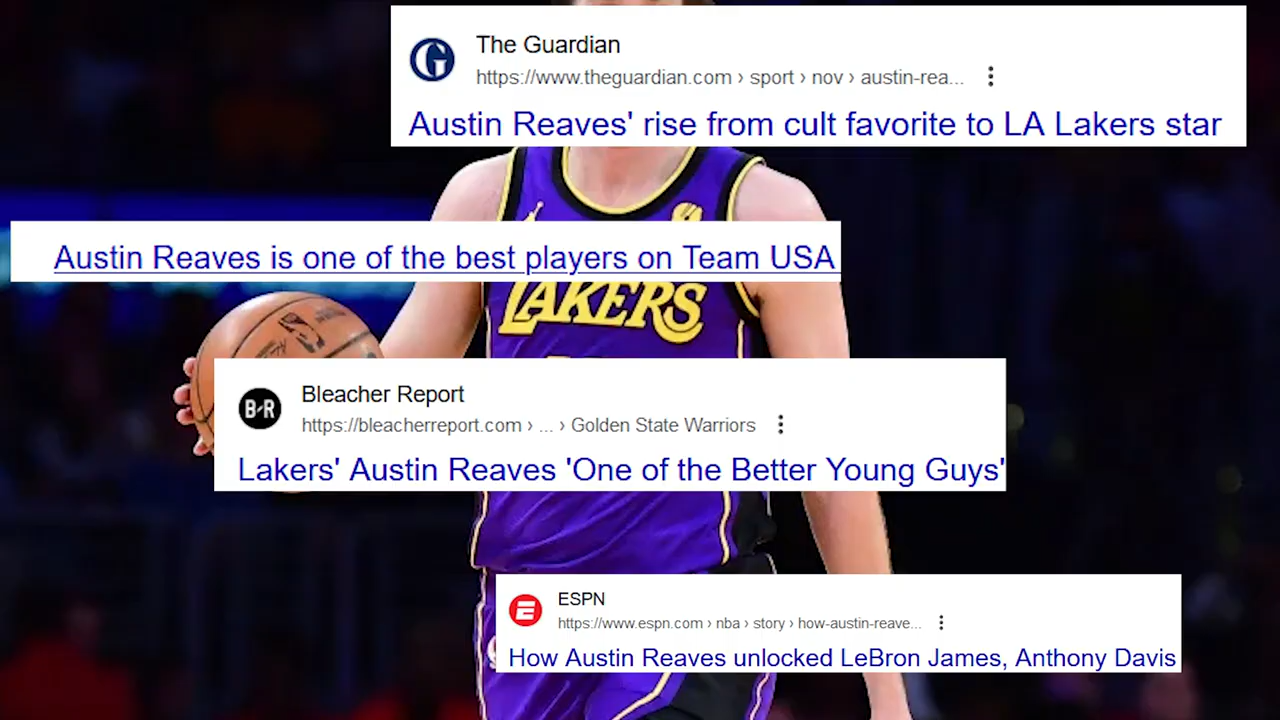 The Guardian
https://www.theguardian.com › sport › nov › austin-rea...
Austin Reaves' rise from cult favorite to LA Lakers star
Austin Reaves is one of the best players on Team USA
LAKERS
B/R
Bleacher Report
https://bleacherreport.com › ... › Golden State Warriors
Lakers' Austin Reaves 'One of the Better Young Guys'
ESPN
https://www.espn.com › nba › story › how-austin-reave...
How Austin Reaves unlocked LeBron James, Anthony Davis